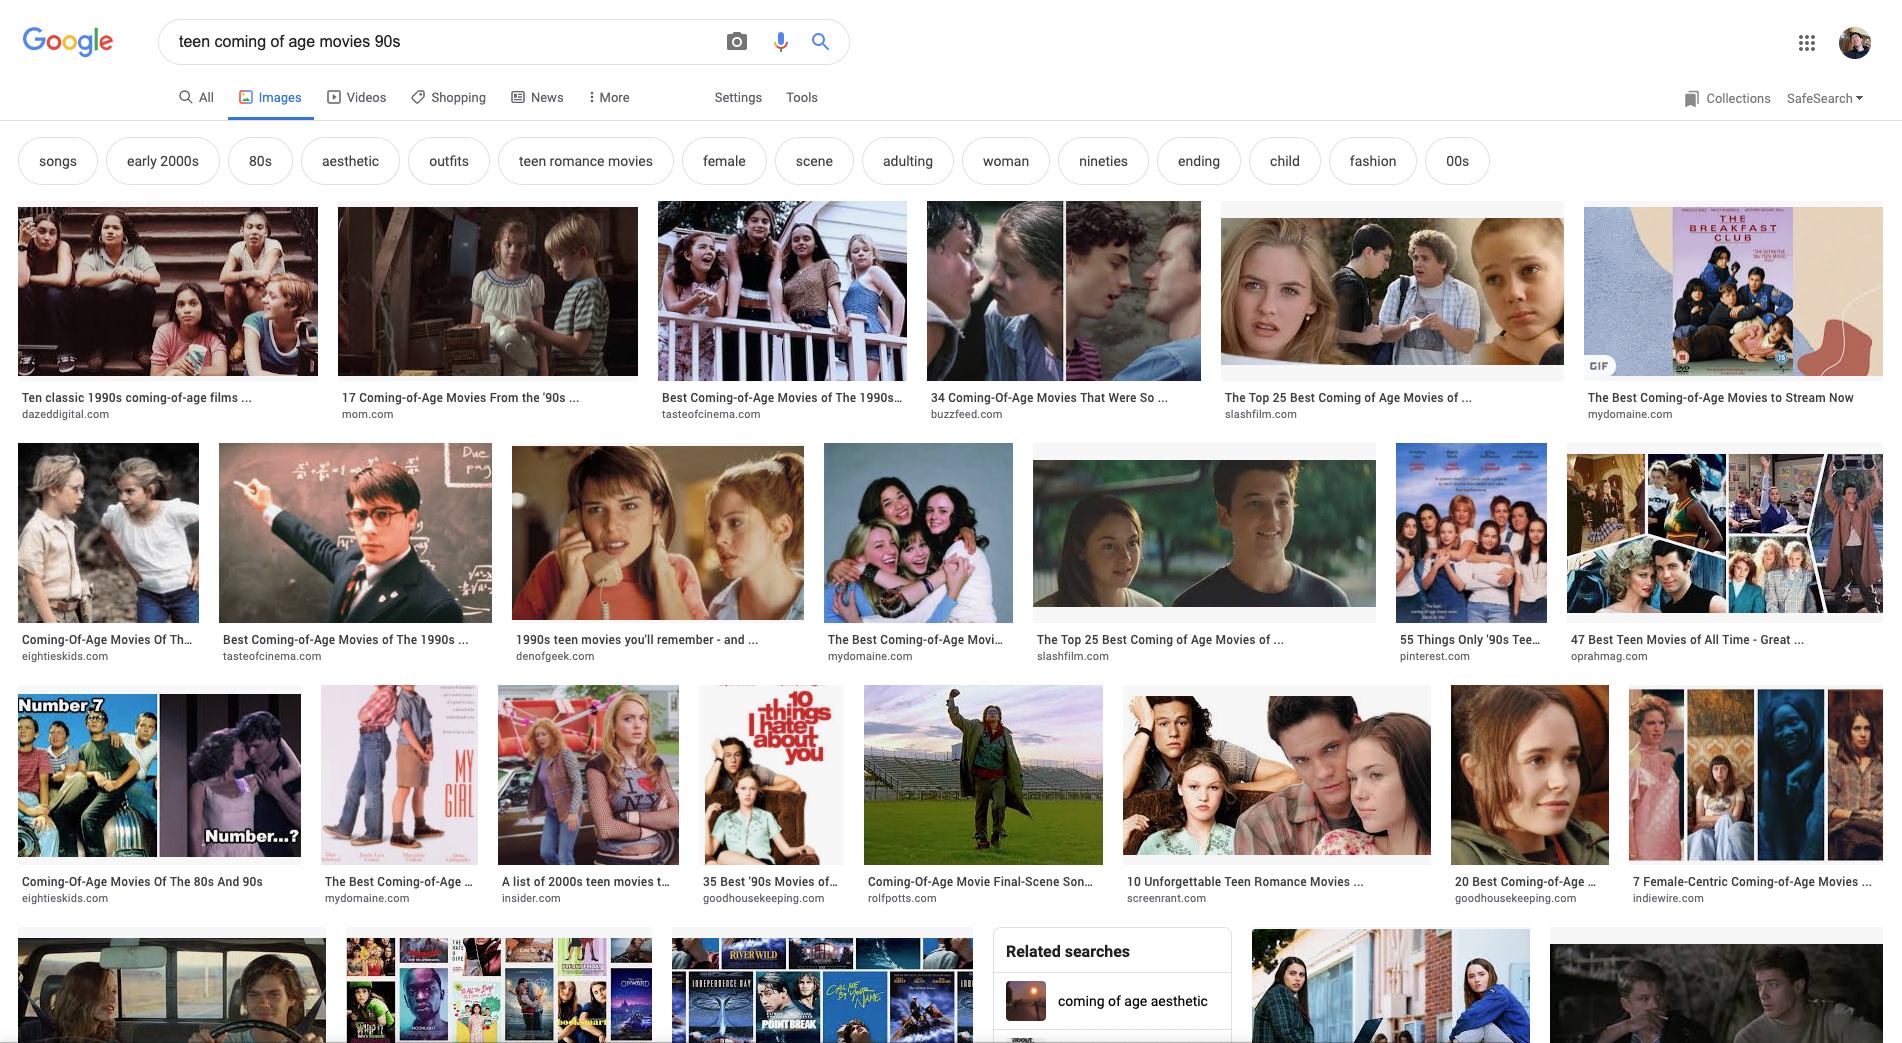 Google
teen coming of age movies 90s
All
Images
Videos
Shopping
News
More
Settings
Tools
Collections
SafeSearch
songs
early 2000s
80s
aesthetic
outfits
teen romance movies
female
scene
adulting
woman
nineties
ending
child
fashion
00s
THE
BREAKFAST
CLUB
GIF
Ten classic 1990s coming-of-age films ...
dazeddigital.com
17 Coming-of-Age Movies From the '90s ...
mom.com
Best Coming-of-Age Movies of The 1990s...
tasteofcinema.com
34 Coming-Of-Age Movies That Were So ...
buzzfeed.com
The Top 25 Best Coming of Age Movies of ...
slashfilm.com
The Best Coming-of-Age Movies to Stream Now
mydomaine.com
Due
Coming-Of-Age Movies Of Th...
eightieskids.com
Best Coming-of-Age Movies of The 1990s ...
tasteofcinema.com
1990s teen movies you'll remember - and ...
denofgeek.com
The Best Coming-of-Age Movi...
mydomaine.com
The Top 25 Best Coming of Age Movies of ...
slashfilm.com
55 Things Only '90s Tee...
pinterest.com
47 Best Teen Movies of All Time - Great ...
oprahmag.com
Number 7
Number...?
MY
GIRL
I
NY
10
things
I hate
about
you
Coming-Of-Age Movies Of The 80s And 90s
eightieskids.com
The Best Coming-of-Age ...
mydomaine.com
A list of 2000s teen movies t...
insider.com
35 Best '90s Movies of...
goodhousekeeping.com
Coming-Of-Age Movie Final-Scene Son...
rolfpotts.com
10 Unforgettable Teen Romance Movies ...
screenrant.com
20 Best Coming-of-Age ...
goodhousekeeping.com
7 Female-Centric Coming-of-Age Movies ...
indiewire.com
WHIP IT
MOONLIGHT
booksmart
ONWARD
RIVER WILD
INDEPENDENCE DAY
POINT BREAK
CALL ME BY YOUR NAME
Related searches
coming of age aesthetic